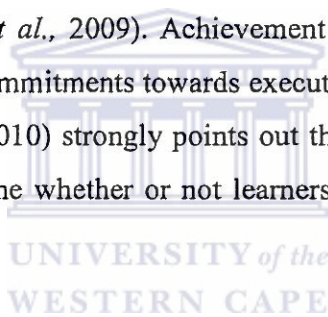 t al., 2009). Achievement
mmitments towards execut
010) strongly points out th
ne whether or not learners
UNIVERSITY of the
WESTERN CAPE